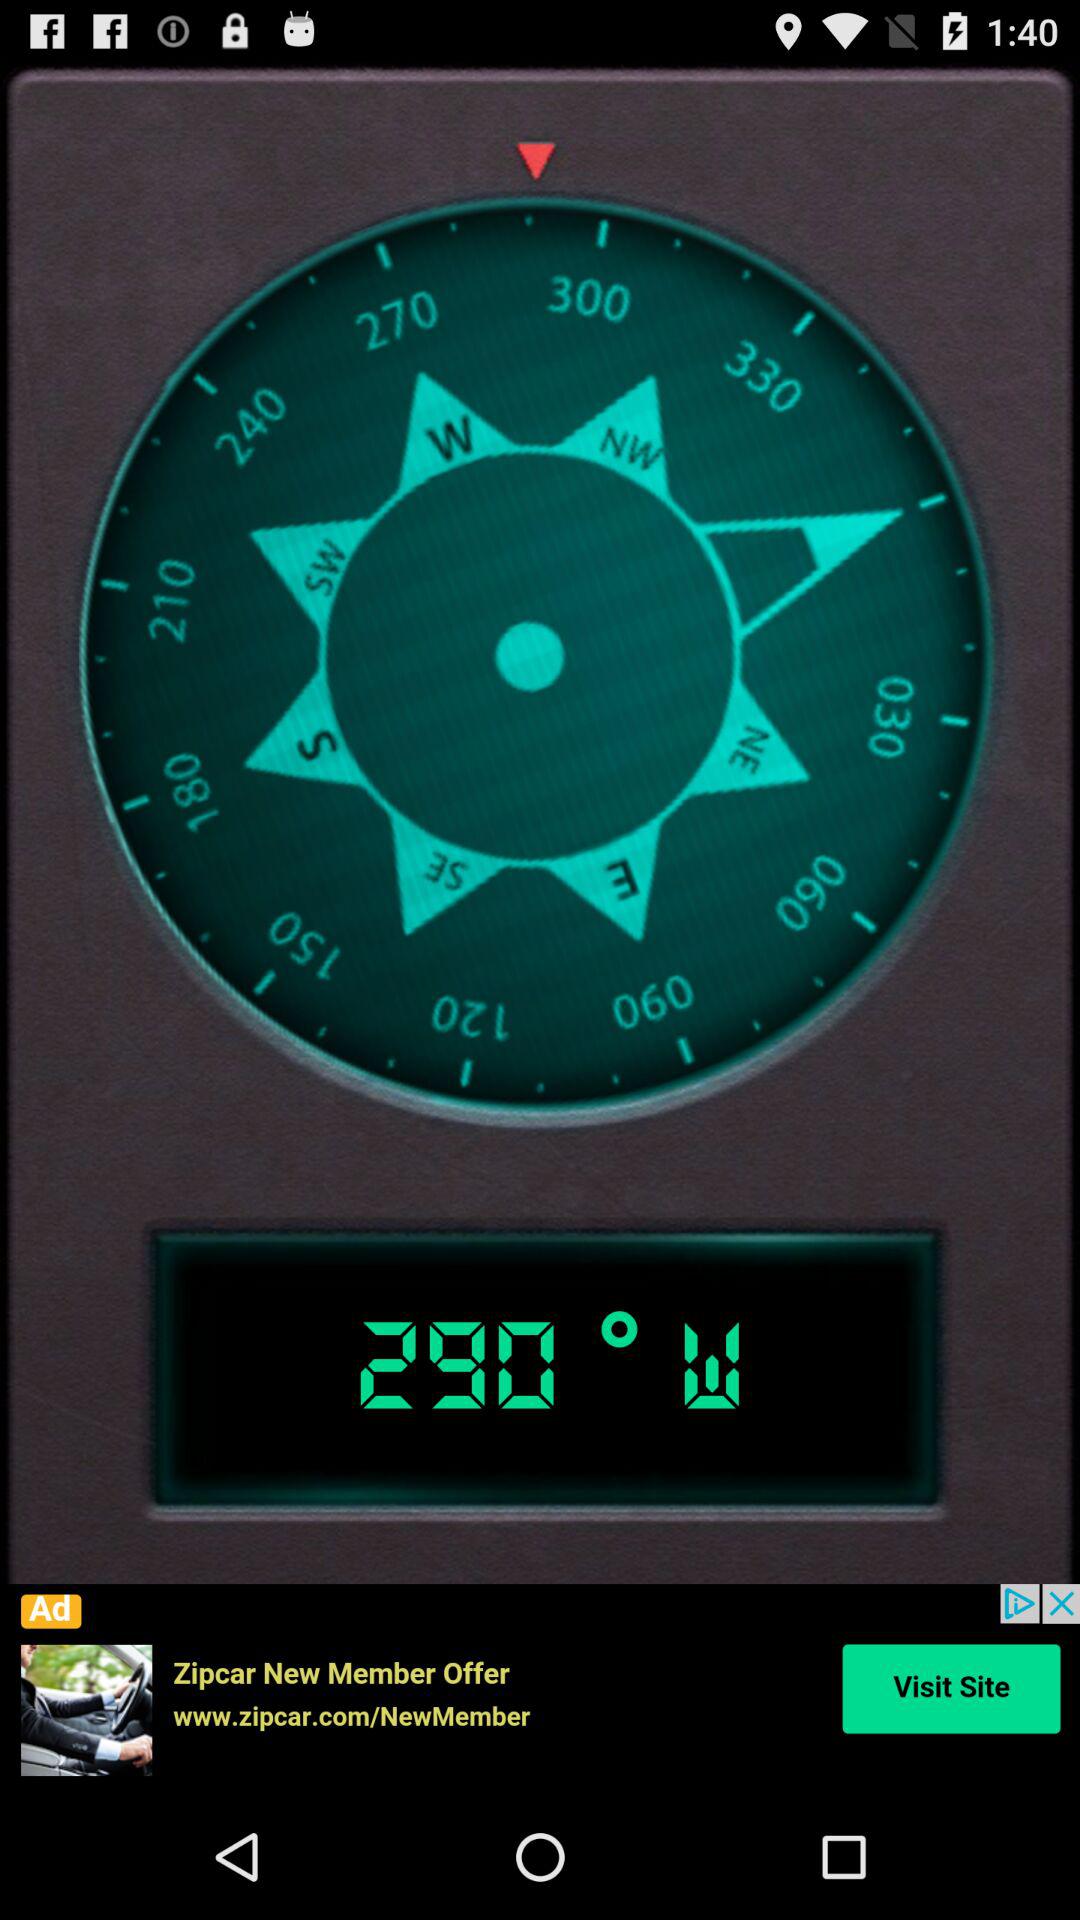 1:40
270
300
330
240
W
NW
SW
210
030
NE
S
180
SE
E
060
150
120
090
290 ° W
Ad
Zipcar New Member Offer
www.zipcar.com/NewMember
Visit Site